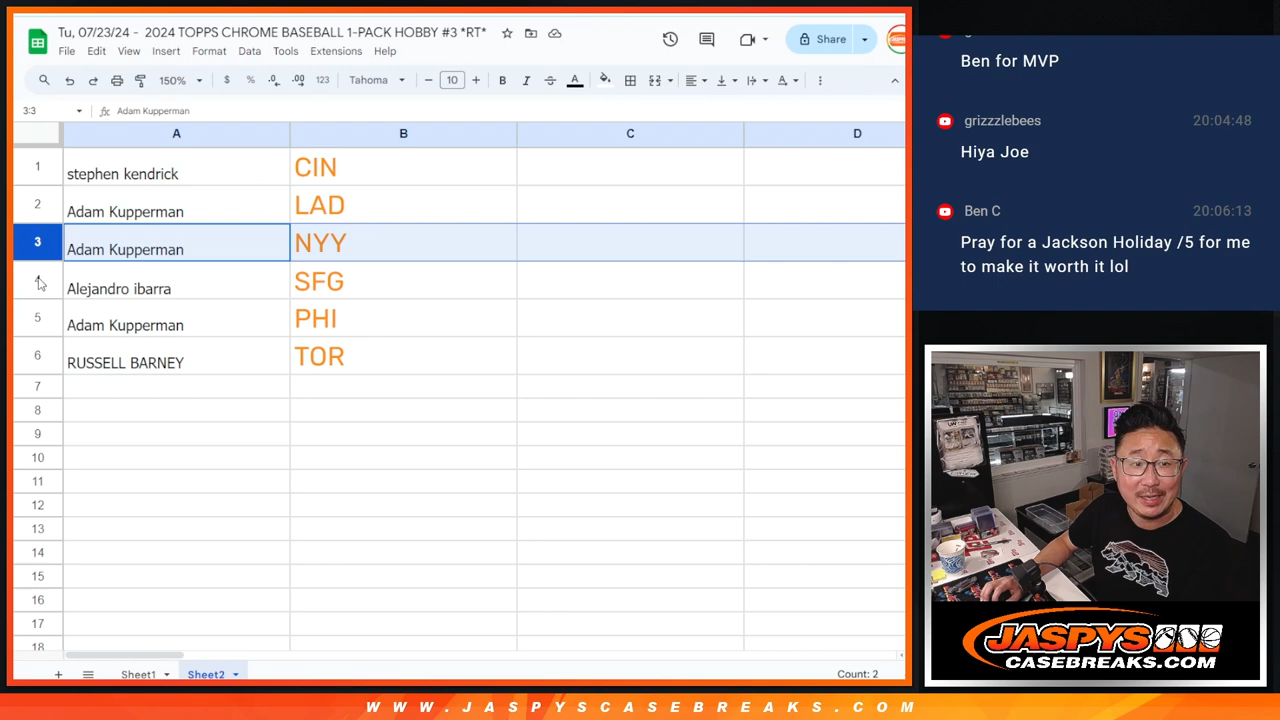 Tu, 07/23/24 - 2024 TOPPS CHROME BASEBALL 1-PACK HOBBY #3 *RT*
File Edit View Insert Format Data Tools Extensions Help
Share
150% $ % .0 .00 123 Tahoma 10 B I A
3:3 fx Adam Kupperman
A B C D
1 stephen kendrick CIN
2 Adam Kupperman LAD
3 Adam Kupperman NYY
Alejandro ibarra SFG
5 Adam Kupperman PHI
6 RUSSELL BARNEY TOR
7
8
9
10
11
12
13
14
15
16
17
18
Sheet1 Sheet2 Count: 2
Ben for MVP
grizzzlebees 20:04:48
Hiya Joe
Ben C 20:06:13
Pray for a Jackson Holiday /5 for me
to make it worth it lol
JASPYS
CASEBREAKS.COM
WWW.JASPYSCASEBREAKS.COM